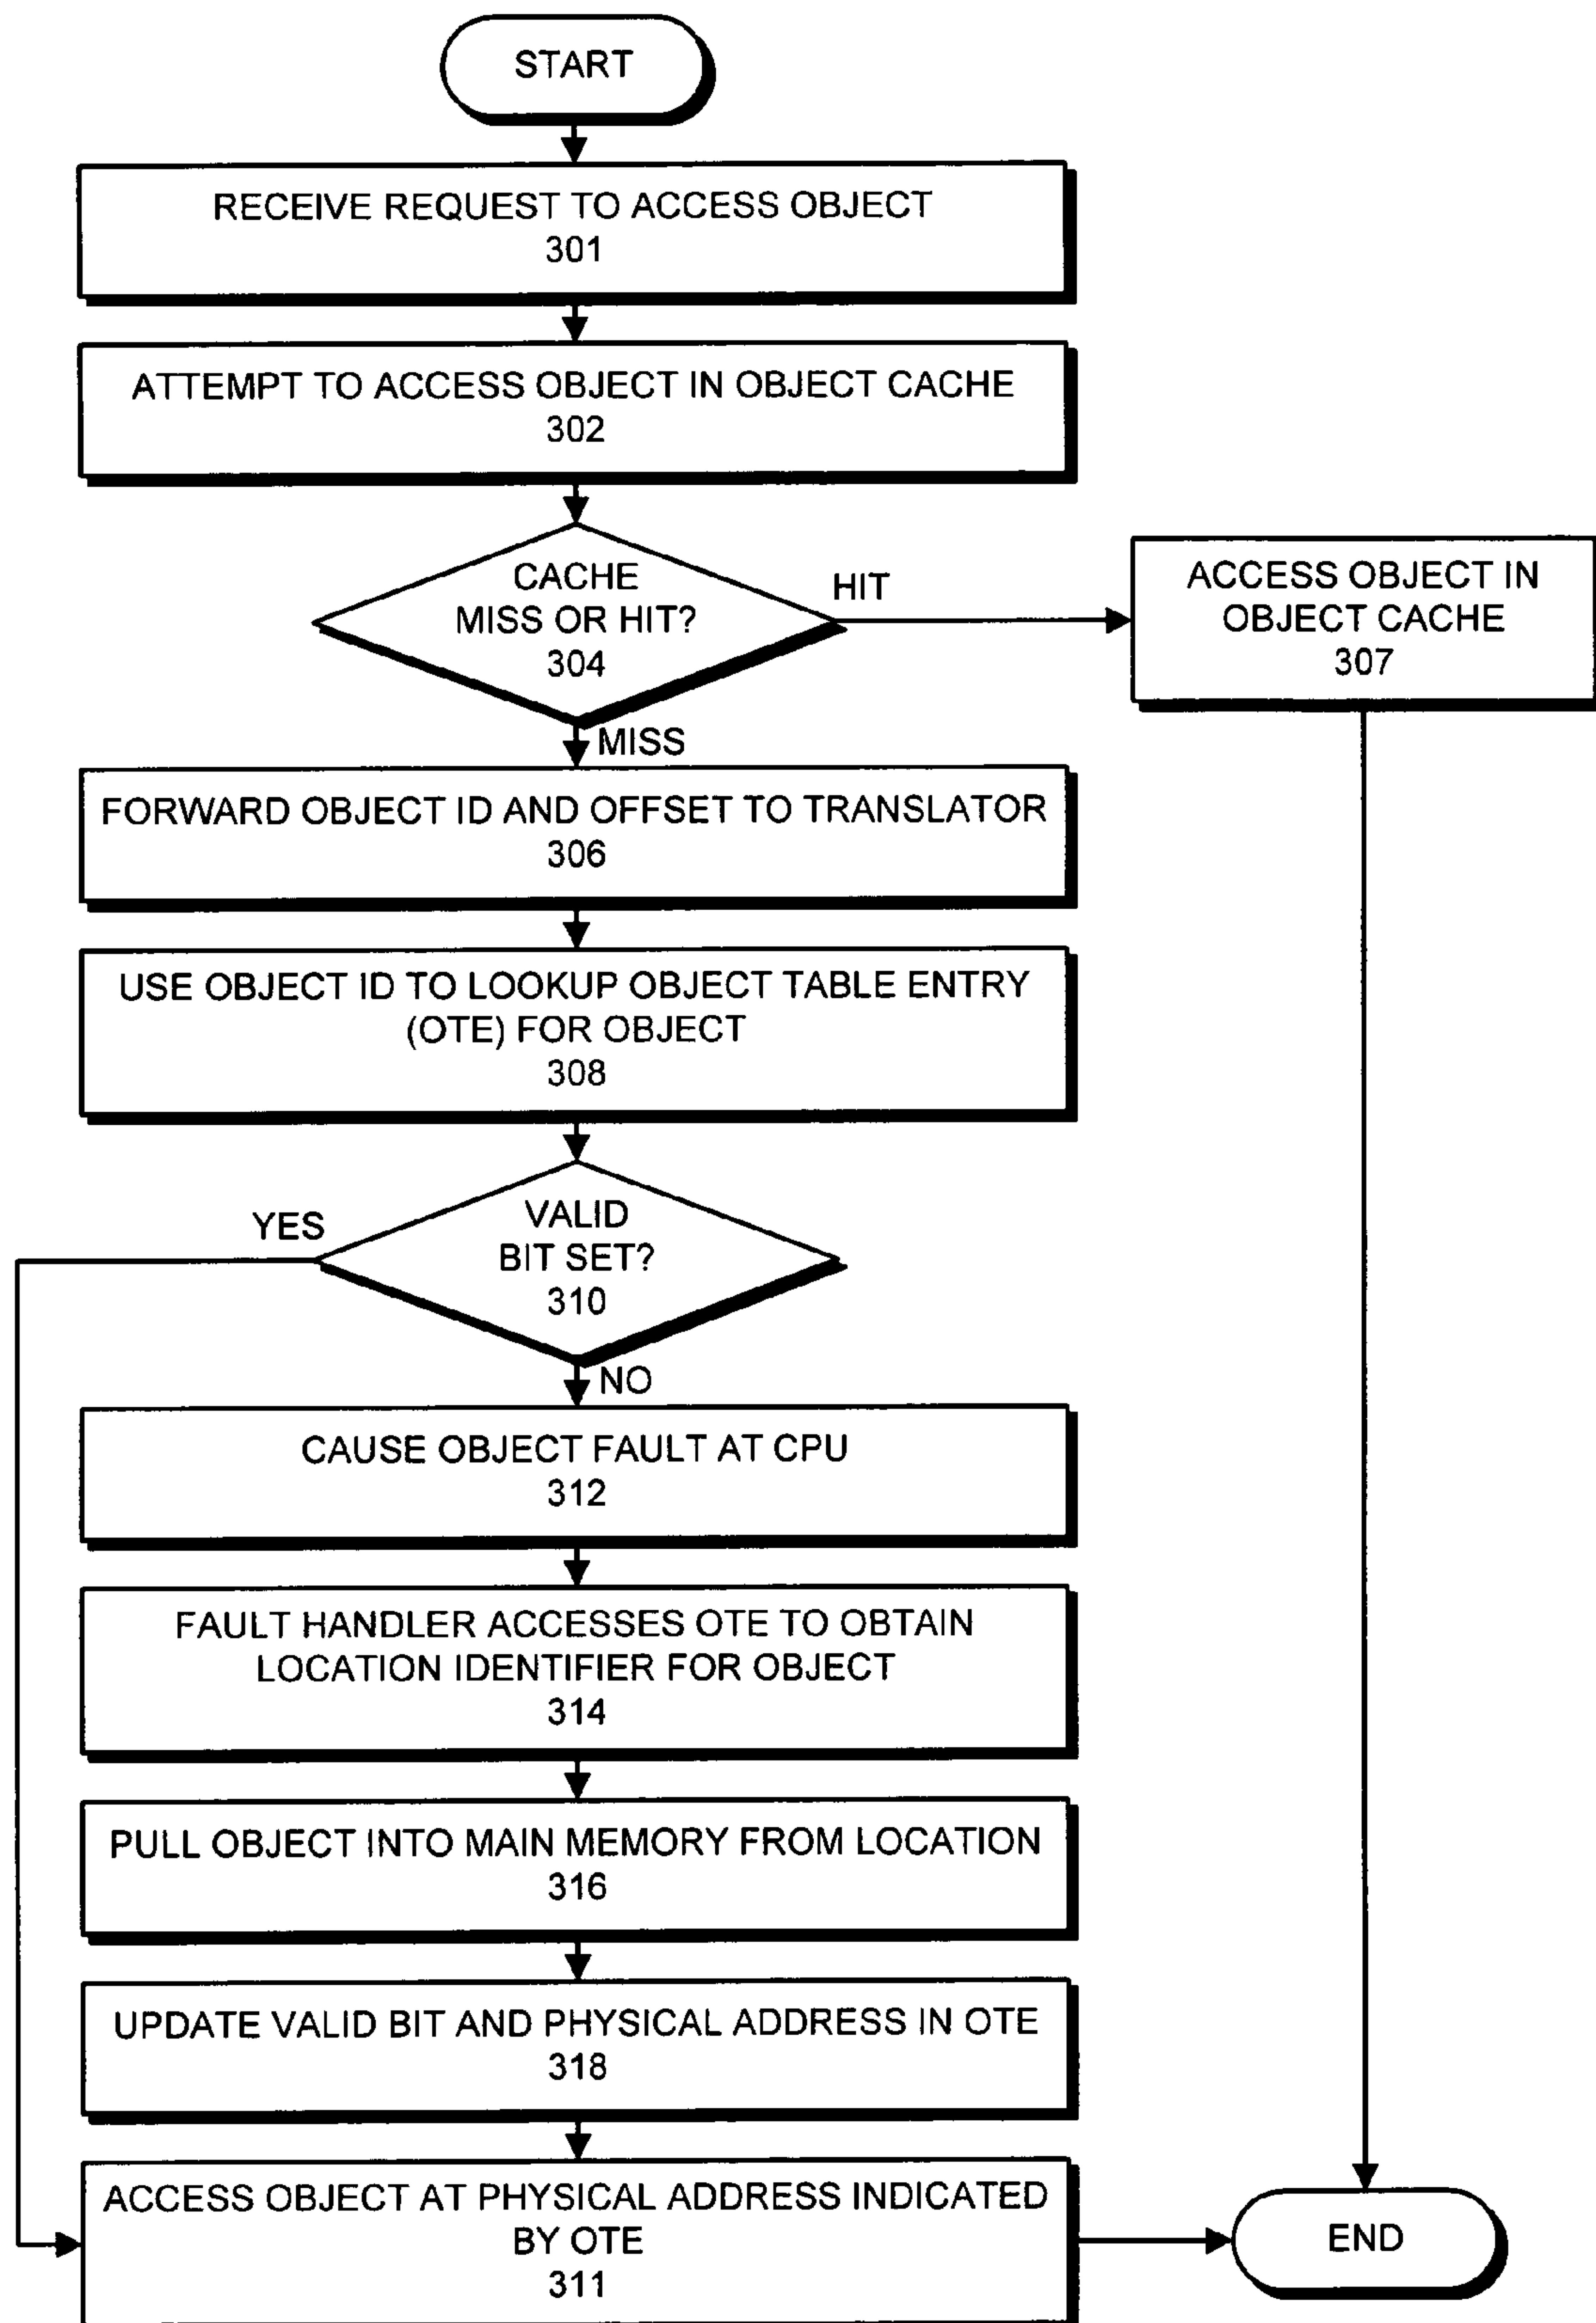 START
RECEIVE REQUEST TO ACCESS OBJECT
301
ATTEMPT TO ACCESS OBJECT IN OBJECT CACHE
302
CACHE
MISS OR HIT?
304
HIT
ACCESS OBJECT IN
OBJECT CACHE
307
MISS
FORWARD OBJECT ID AND OFFSET TO TRANSLATOR
306
USE OBJECT ID TO LOOKUP OBJECT TABLE ENTRY
(OTE) FOR OBJECT
308
YES
VALID
BIT SET?
310
NO
CAUSE OBJECT FAULT AT CPU
312
FAULT HANDLER ACCESSES OTE TO OBTAIN
LOCATION IDENTIFIER FOR OBJECT
314
PULL OBJECT INTO MAIN MEMORY FROM LOCATION
316
UPDATE VALID BIT AND PHYSICAL ADDRESS IN OTE
318
ACCESS OBJECT AT PHYSICAL ADDRESS INDICATED
BY OTE
311
END